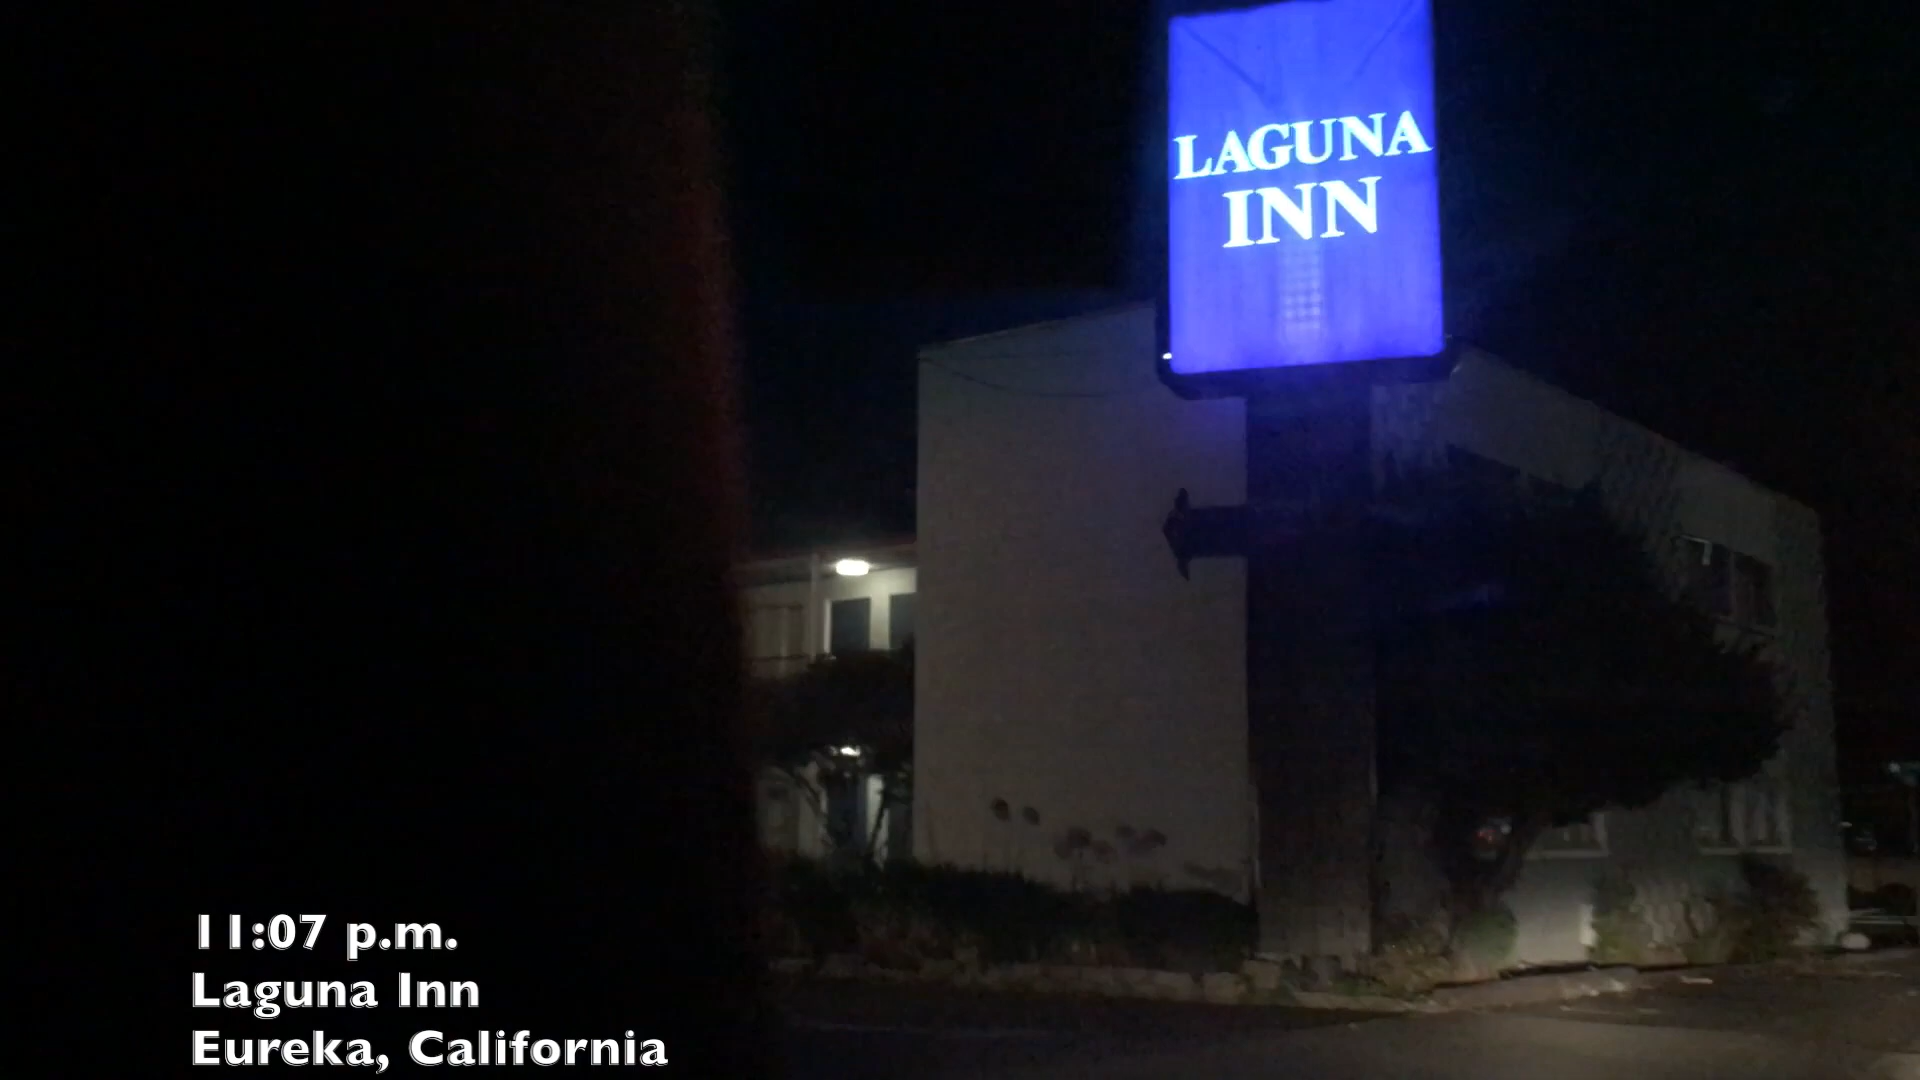 LAGUNA
INN
11:07 p.m.
Laguna Inn
Eureka, California